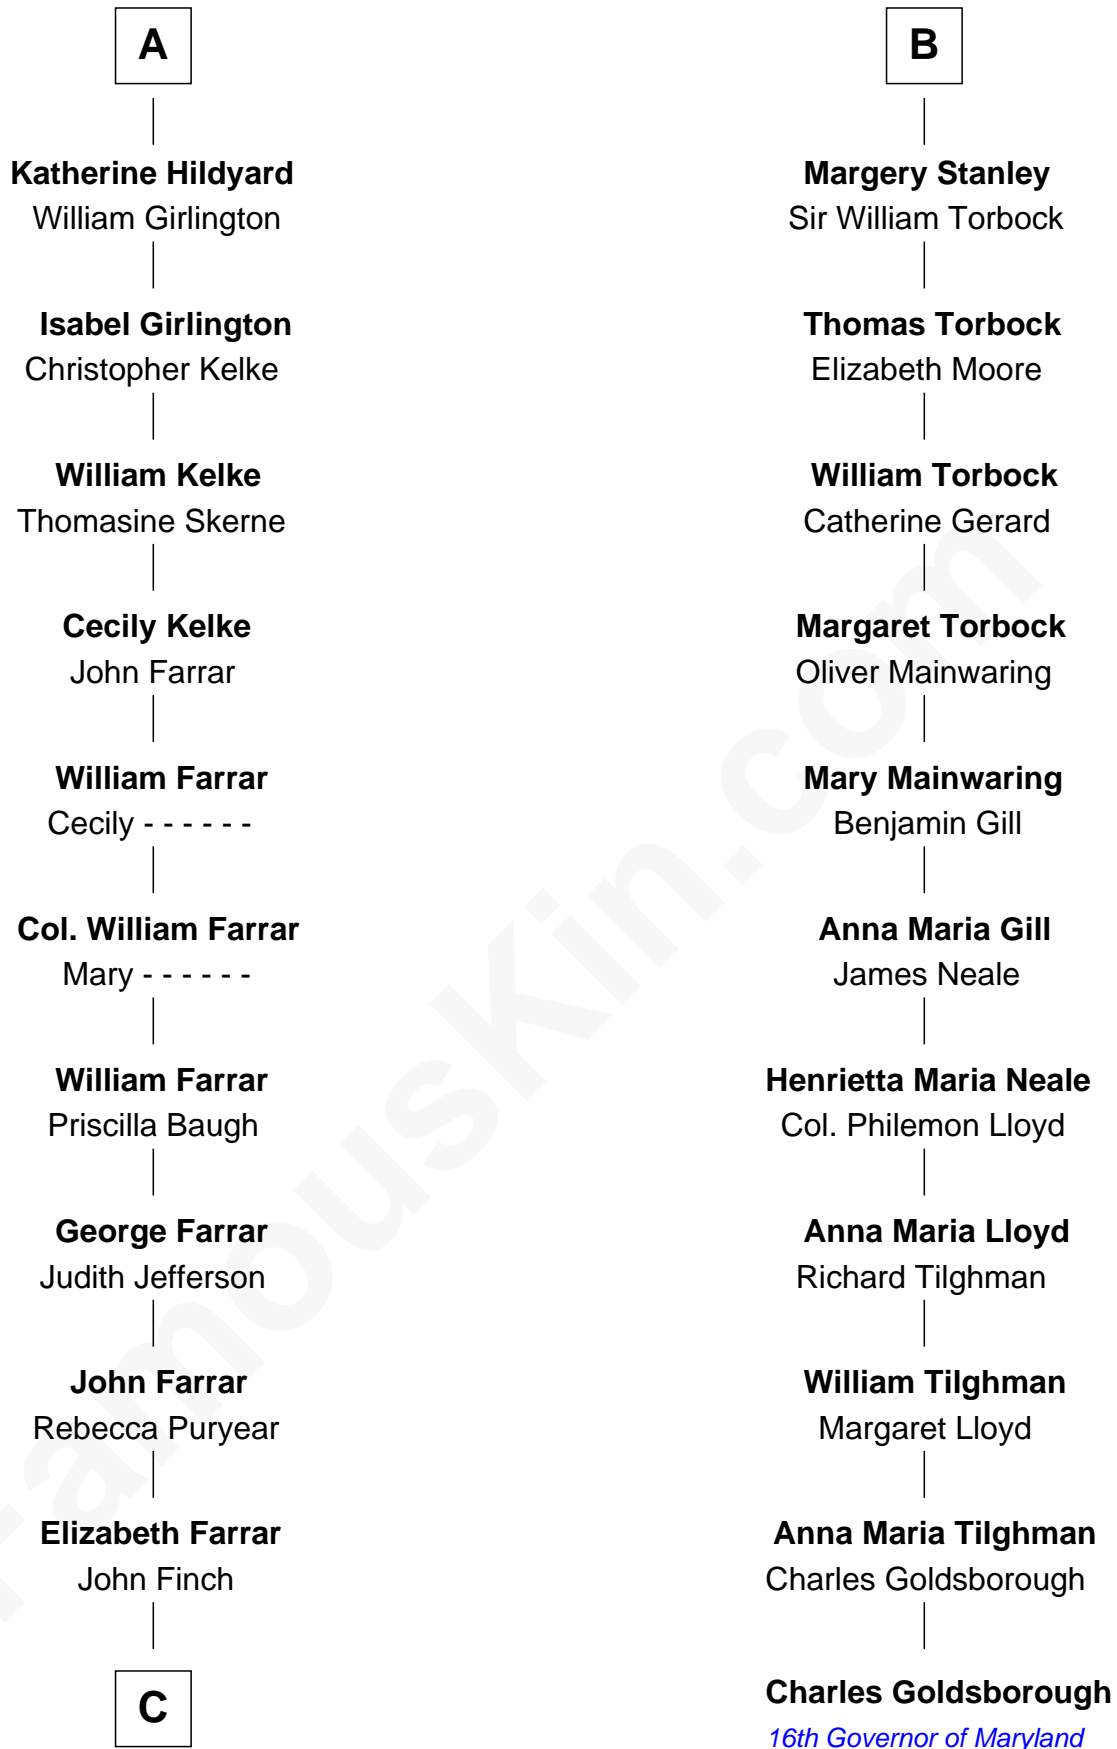 A
Katherine Hildyard
William Girlington
Isabel Girlington
Christopher Kelke
William Kelke
Thomasine Skerne
Cecily Kelke
John Farrar
William Farrar
Cecily - - - - - -
Col. William Farrar
Mary - - - - - -
William Farrar
Priscilla Baugh
George Farrar
Judith Jefferson
John Farrar
Rebecca Puryear
Elizabeth Farrar
John Finch
C
B
Margery Stanley
Sir William Torbock
Thomas Torbock
Elizabeth Moore
William Torbock
Catherine Gerard
Margaret Torbock
Oliver Mainwaring
Mary Mainwaring
Benjamin Gill
Anna Maria Gill
James Neale
Henrietta Maria Neale
Col. Philemon Lloyd
Anna Maria Lloyd
Richard Tilghman
William Tilghman
Margaret Lloyd
Anna Maria Tilghman
Charles Goldsborough
Charles Goldsborough
16th Governor of Maryland
FamousKin.com